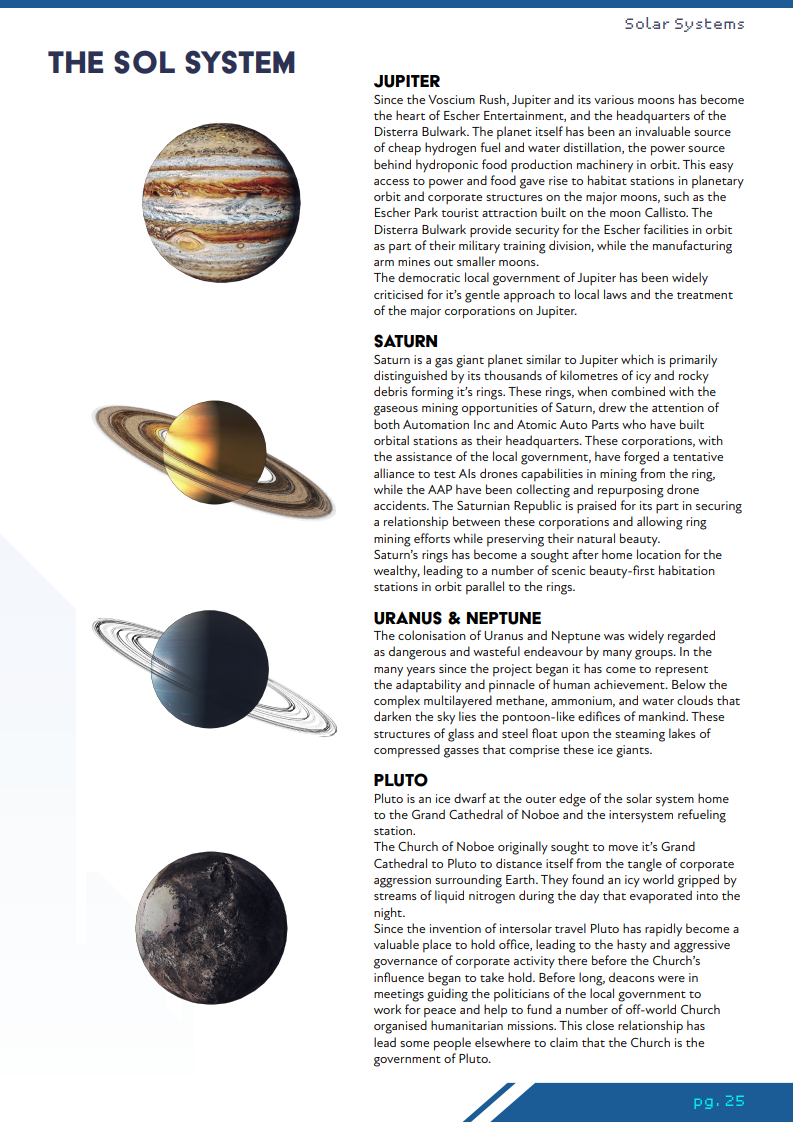 Solar Systems
THE SOL SYSTEM
JUPITER
Since the Voscium Rush, Jupiter and its various moons has become
the heart of Escher Entertainment, and the headquarters of the
Disterra Bulwark. The planet itself has been an invaluable source
of cheap hydrogen fuel and water distillation, the power source
behind hydroponic food production machinery in orbit. This easy
access to power and food gave rise to habitat stations in planetary
orbit and corporate structures on the major moons, such as the
Escher Park tourist attraction built on the moon Callisto. The
Disterra Bulwark provide security for the Escher facilities in orbit
as part of their military training division, while the manufacturing
arm mines out smaller moons.
The democratic local government of Jupiter has been widely
criticised for it's gentle approach to local laws and the treatment
of the major corporations on Jupiter.
SATURN
Saturn is a gas giant planet similar to Jupiter which is primarily
distinguished by its thousands of kilometres of icy and rocky
debris forming it's rings. These rings, when combined with the
gaseous mining opportunities of Saturn, drew the attention of
both Automation Inc and Atomic Auto Parts who have built
orbital stations as their headquarters. These corporations, with
the assistance of the local government, have forged a tentative
alliance to test AIs drones capabilities in mining from the ring,
while the AAP have been collecting and repurposing drone
accidents. The Saturnian Republic is praised for its part in securing
a relationship between these corporations and allowing ring
mining efforts while preserving their natural beauty.
Saturn's rings has become a sought after home location for the
wealthy, leading to a number of scenic beauty-first habitation
stations in orbit parallel to the rings.
URANUS & NEPTUNE
The colonisation of Uranus and Neptune was widely regarded
as dangerous and wasteful endeavour by many groups. In the
many years since the project began it has come to represent
the adaptability and pinnacle of human achievement. Below the
complex multilayered methane, ammonium, and water clouds that
darken the sky lies the pontoon-like edifices of mankind. These
structures of glass and steel float upon the steaming lakes of
compressed gasses that comprise these ice giants.
PLUTO
Pluto is an ice dwarf at the outer edge of the solar system home
to the Grand Cathedral of Noboe and the intersystem refueling
station.
The Church of Noboe originally sought to move it's Grand
Cathedral to Pluto to distance itself from the tangle of corporate
aggression surrounding Earth. They found an icy world gripped by
streams of liquid nitrogen during the day that evaporated into the
night.
Since the invention of intersolar travel Pluto has rapidly become a
valuable place to hold office, leading to the hasty and aggressive
governance of corporate activity there before the Church's
influence began to take hold. Before long, deacons were in
meetings guiding the politicians of the local government to
work for peace and help to fund a number of off-world Church
organised humanitarian missions. This close relationship has
lead some people elsewhere to claim that the Church is the
government of Pluto.
pg. 25